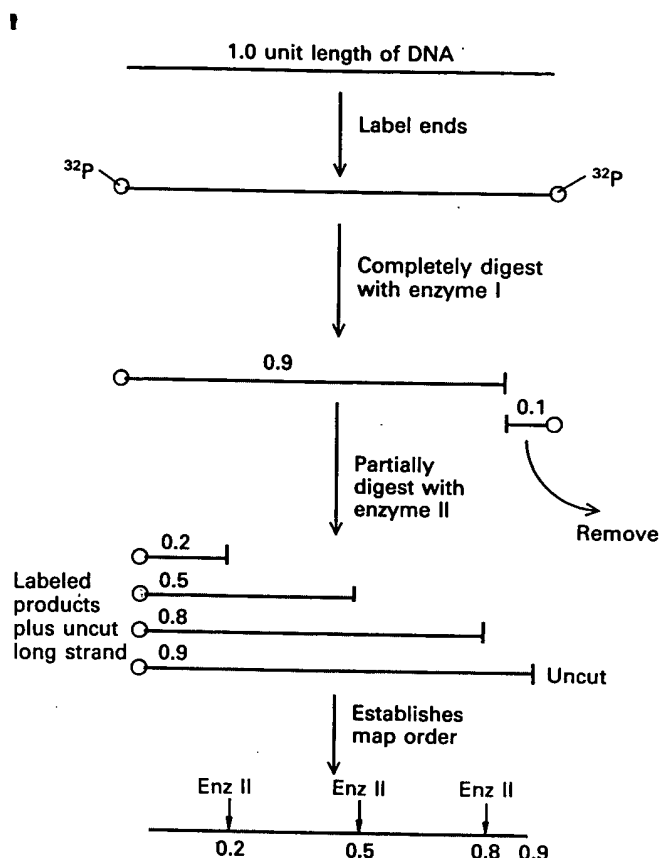 1.0 unit length of DNA
Label ends
³²P
³²P
Completely digest
with enzyme I
0.9
0.1
Partially
digest with
enzyme II
Remove
0.2
Labeled
products
plus uncut
long strand
0.5
0.8
0.9
Uncut
Establishes
map order
Enz II
Enz II
Enz II
0.2
0.5
0.8
0.9